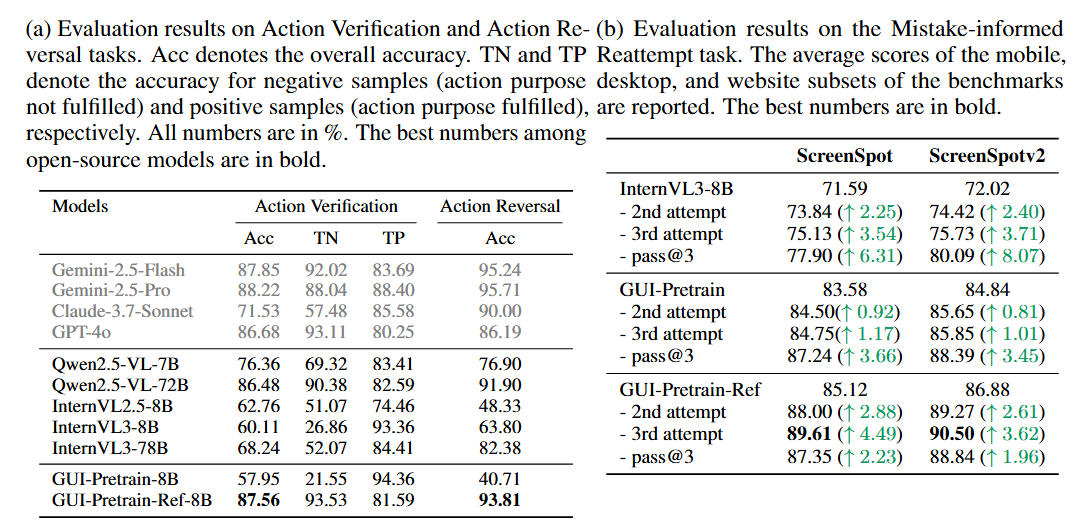 (a) Evaluation results on Action Verification and Action Re-
versal tasks. Acc denotes the overall accuracy. TN and TP
denote the accuracy for negative samples (action purpose
not fulfilled) and positive samples (action purpose fulfilled),
respectively. All numbers are in %. The best numbers among
open-source models are in bold.
Models Action Verification Action Reversal
Acc TN TP Acc
Gemini-2.5-Flash 87.85 92.02 83.69 95.24
Gemini-2.5-Pro 88.22 88.04 88.40 95.71
Claude-3.7-Sonnet 71.53 57.48 85.58 90.00
GPT-4o 86.68 93.11 80.25 86.19
Qwen2.5-VL-7B 76.36 69.32 83.41 76.90
Qwen2.5-VL-72B 86.48 90.38 82.59 91.90
InternVL2.5-8B 62.76 51.07 74.46 48.33
InternVL3-8B 60.11 26.86 93.36 63.80
InternVL3-78B 68.24 52.07 84.41 82.38
GUI-Pretrain-8B 57.95 21.55 94.36 40.71
GUI-Pretrain-Ref-8B 87.56 93.53 81.59 93.81
(b) Evaluation results on the Mistake-informed
Reattempt task. The average scores of the mobile,
desktop, and website subsets of the benchmarks
are reported. The best numbers are in bold.
ScreenSpot ScreenSpotv2
InternVL3-8B 71.59 72.02
- 2nd attempt 73.84 (↑ 2.25) 74.42 (↑ 2.40)
- 3rd attempt 75.13 (↑ 3.54) 75.73 (↑ 3.71)
- pass@3 77.90 (↑ 6.31) 80.09 (↑ 8.07)
GUI-Pretrain 83.58 84.84
- 2nd attempt 84.50(↑ 0.92) 85.65 (↑ 0.81)
- 3rd attempt 84.75(↑ 1.17) 85.85 (↑ 1.01)
- pass@3 87.24 (↑ 3.66) 88.39 (↑ 3.45)
GUI-Pretrain-Ref 85.12 86.88
- 2nd attempt 88.00 (↑ 2.88) 89.27 (↑ 2.61)
- 3rd attempt 89.61 (↑ 4.49) 90.50 (↑ 3.62)
- pass@3 87.35 (↑ 2.23) 88.84 (↑ 1.96)